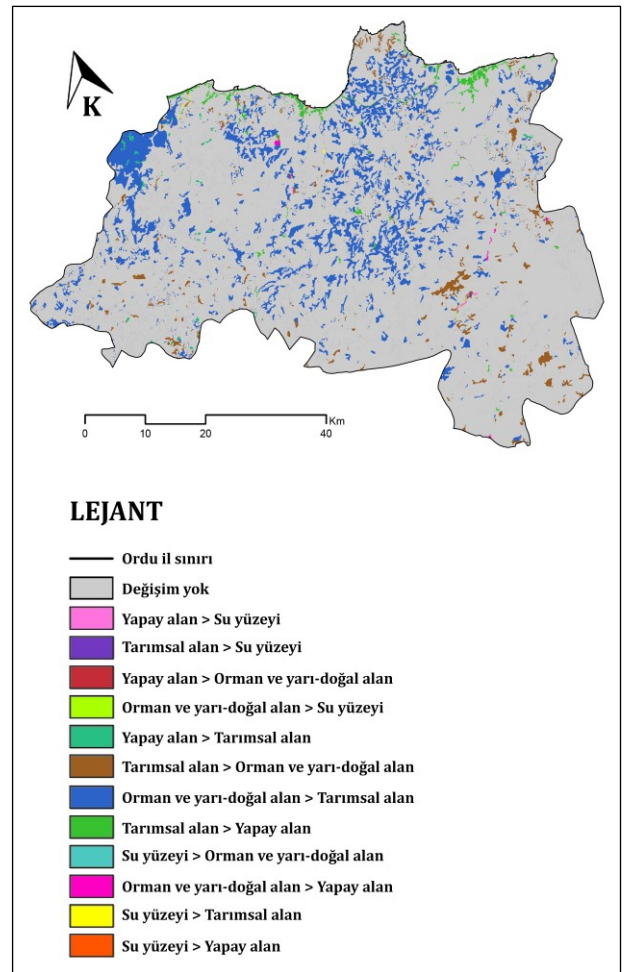 K
Km
0 10 20 40
LEJANT
Ordu il sınırı
Değişim yok
Yapay alan > Su yüzeyi
Tarımsal alan > Su yüzeyi
Yapay alan > Orman ve yarı-doğal alan
Orman ve yarı-doğal alan > Su yüzeyi
Yapay alan > Tarımsal alan
Tarımsal alan > Orman ve yarı-doğal alan
Orman ve yarı-doğal alan > Tarımsal alan
Tarımsal alan > Yapay alan
Su yüzeyi > Orman ve yarı-doğal alan
Orman ve yarı-doğal alan > Yapay alan
Su yüzeyi > Tarımsal alan
Su yüzeyi > Yapay alan